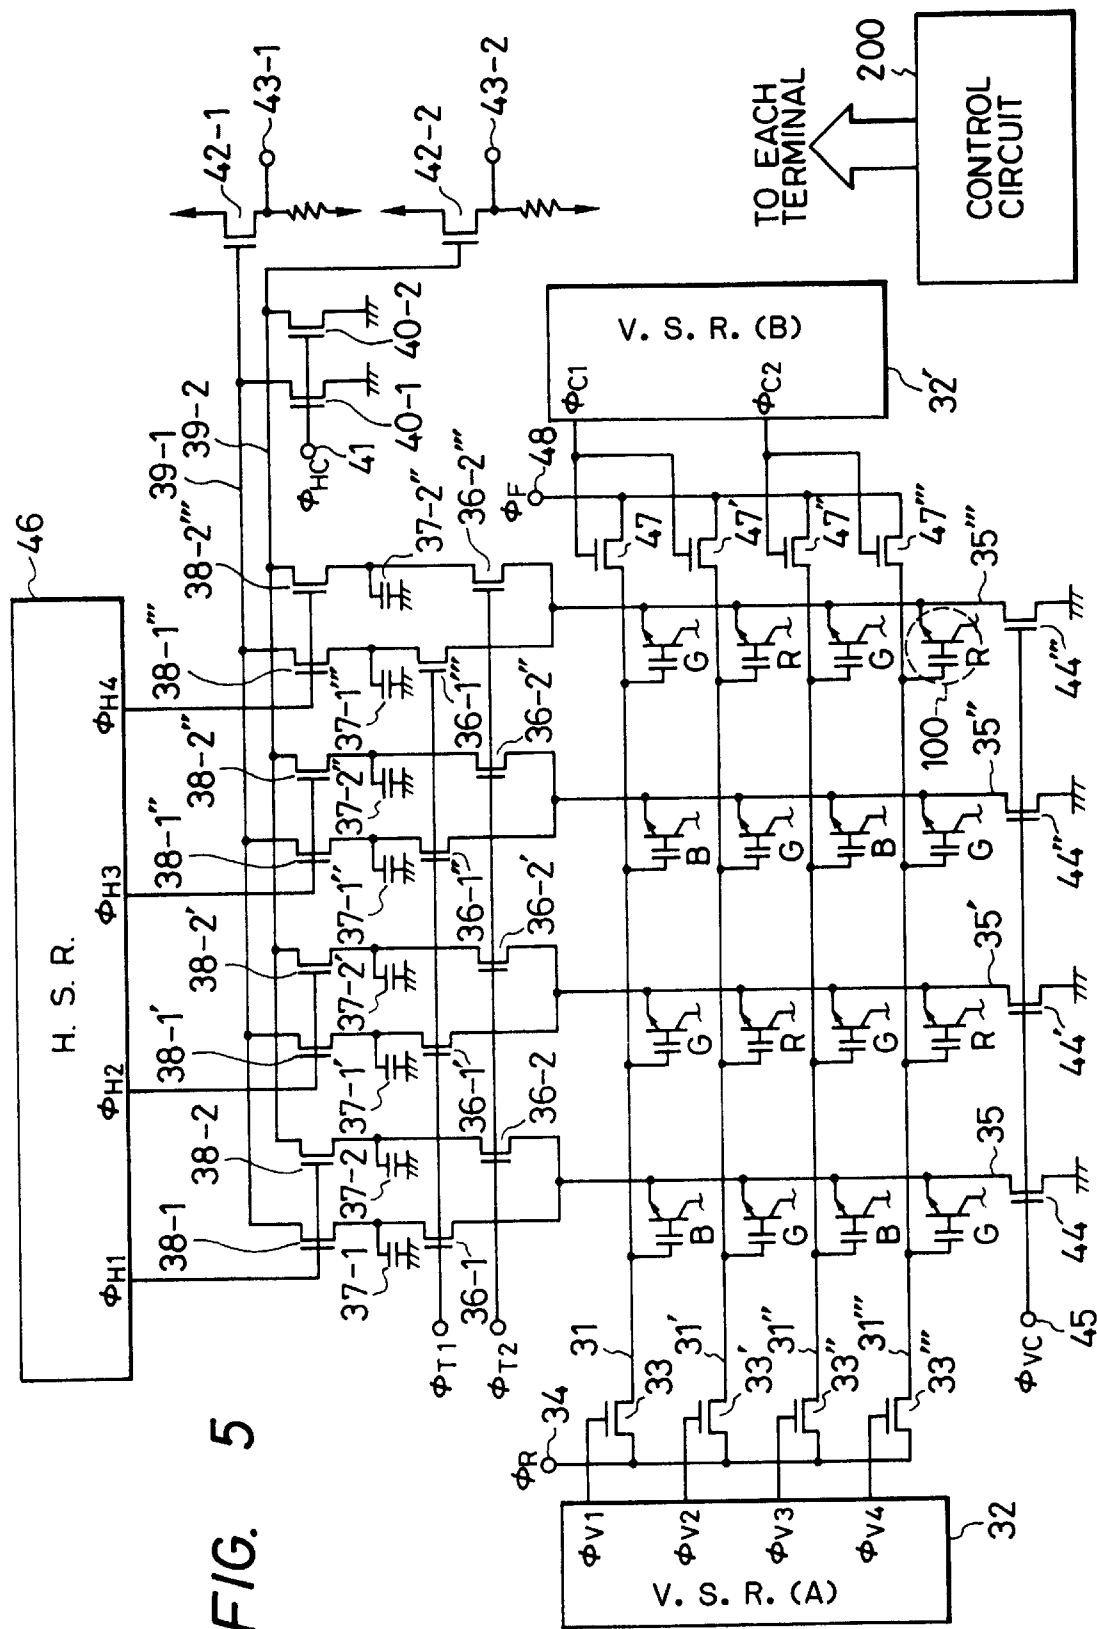 FIG. 5
H. S. R.
46
ΦH1
ΦH2
ΦH3
ΦH4
38-1
38-2
38-1'
38-2'
38-1''
38-2''
38-1'''
38-2'''
39-1
39-2
42-1
43-1
42-2
43-2
ΦHC
41
40-1
40-2
37-1
37-2
37-1'
37-2'
37-1''
37-2''
37-1'''
37-2'''
ΦT1
36-1
36-1'
36-1''
36-1'''
ΦT2
36-2
36-2'
36-2''
36-2'''
ΦR
34
ΦF
48
V. S. R. (A)
32
ΦV1
ΦV2
ΦV3
ΦV4
33
33'
33''
33'''
31
31'
31''
31'''
B
G
B
G
G
R
G
R
B
G
B
G
G
R
G
R
100
47
47'
47''
47'''
V. S. R. (B)
32'
ΦC1
ΦC2
35
35'
35''
35'''
ΦVC
45
44
44'
44''
44'''
TO EACH
TERMINAL
200
CONTROL
CIRCUIT